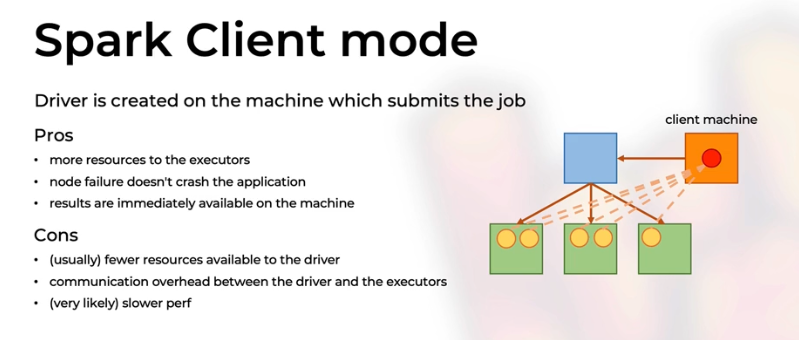 Spark Client mode
Driver is created on the machine which submits the job
client machine
Pros
• more resources to the executors
• node failure doesn't crash the application
• results are immediately available on the machine
Cons
• (usually) fewer resources available to the driver
• communication overhead between the driver and the executors
• (very likely) slower perf